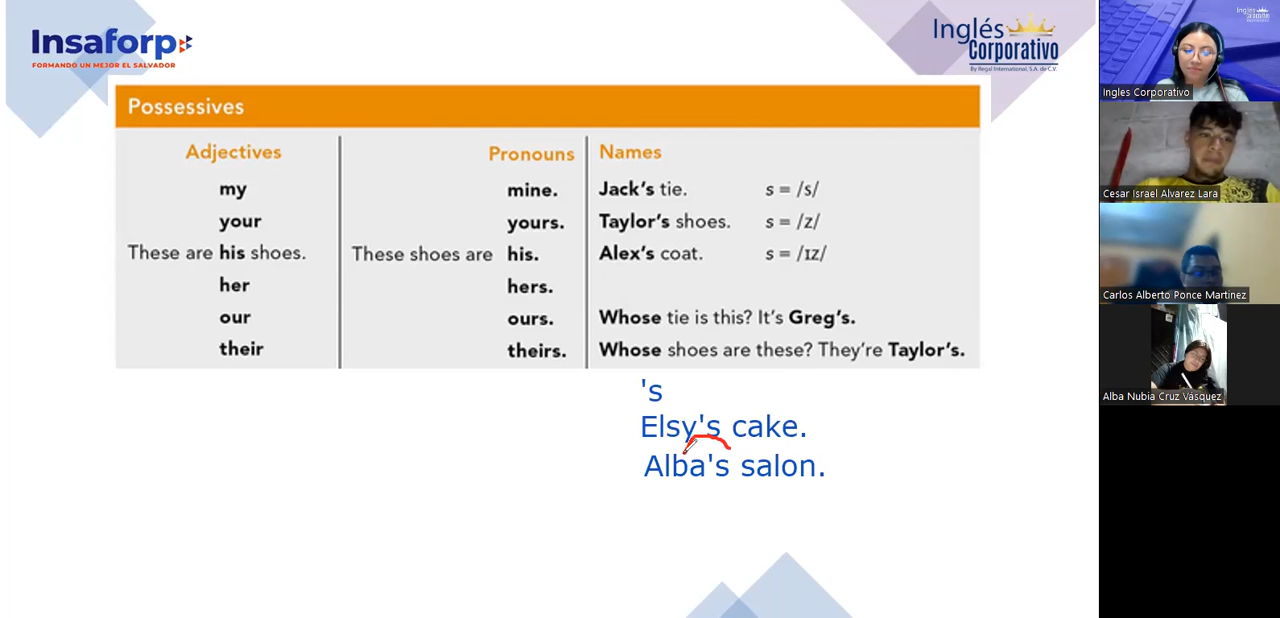 Insaforp
FORMANDO UN MEJOR EL SALVADOR
Inglés
Corporativo
By Regal International, S.A. de C.V.
Possessives
Adjectives
my
your
These are his shoes.
her
our
their
Pronouns
mine.
yours.
These shoes are his.
hers.
ours.
theirs.
Names
Jack's tie. s = /s/
Taylor's shoes. s = /z/
Alex's coat. s = /ɪz/
Whose tie is this? It's Greg's.
Whose shoes are these? They're Taylor's.
's
Elsy's cake.
Alba's salon.
Ingles Corporativo
Cesar Israel Alvarez Lara
Carlos Alberto Ponce Martinez
Alba Nubia Cruz Vásquez